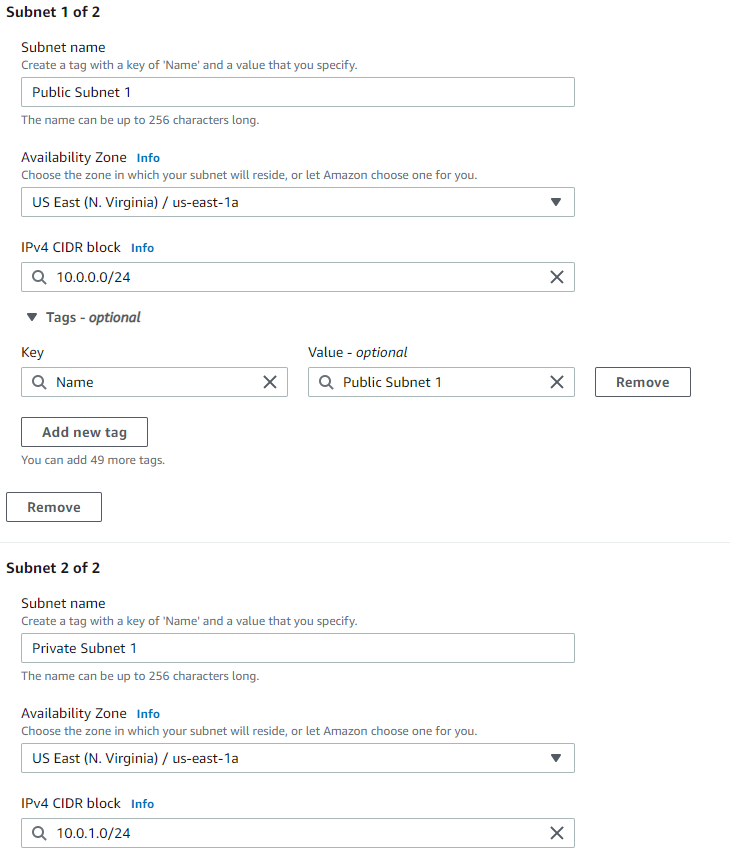 Subnet 1 of 2
Subnet name
Create a tag with a key of 'Name' and a value that you specify.
Public Subnet 1
The name can be up to 256 characters long.
Availability Zone Info
Choose the zone in which your subnet will reside, or let Amazon choose one for you.
US East (N. Virginia) / us-east-1a
IPv4 CIDR block Info
10.0.0.0/24
Tags - optional
Key Value - optional
Name Public Subnet 1 Remove
Add new tag
You can add 49 more tags.
Remove
Subnet 2 of 2
Subnet name
Create a tag with a key of 'Name' and a value that you specify.
Private Subnet 1
The name can be up to 256 characters long.
Availability Zone Info
Choose the zone in which your subnet will reside, or let Amazon choose one for you.
US East (N. Virginia) / us-east-1a
IPv4 CIDR block Info
10.0.1.0/24